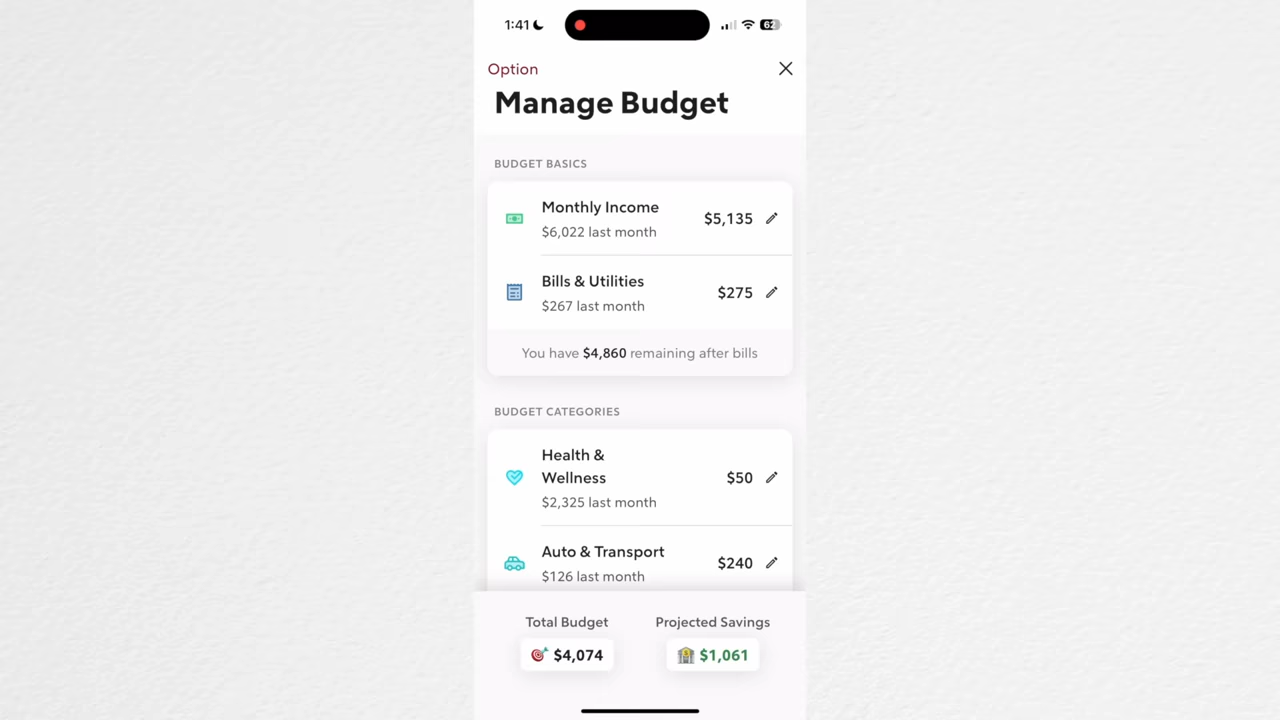 1:41
62
Option
Manage Budget
BUDGET BASICS
Monthly Income
$6,022 last month
$5,135
Bills & Utilities
$267 last month
$275
You have $4,860 remaining after bills
BUDGET CATEGORIES
Health &
Wellness
$2,325 last month
$50
Auto & Transport
$126 last month
$240
Total Budget
$4,074
Projected Savings
$1,061